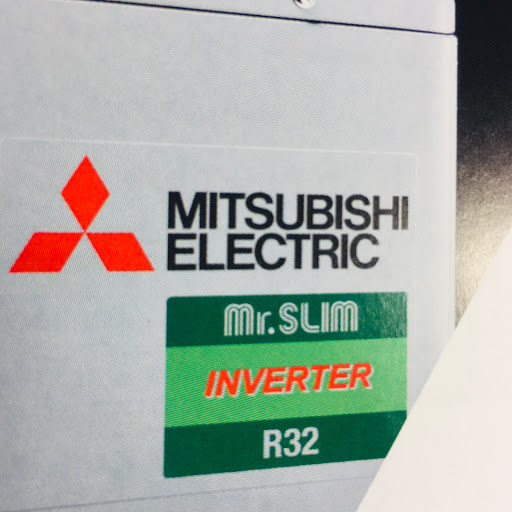 MITSUBISHI
ELECTRIC
Mr.SLIM
INVERTER
R32